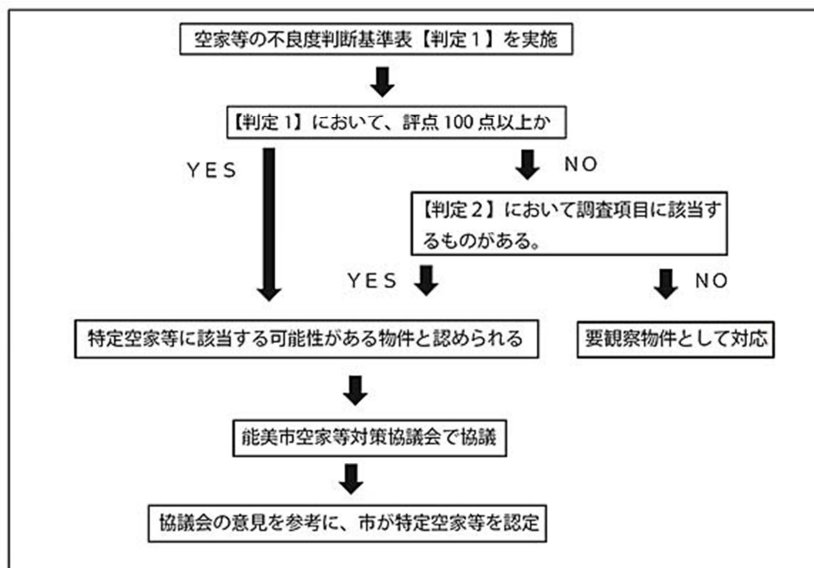 空家等の不良度判断基準表【判定１】を実施
【判定１】において、評点 100 点以上か
YES
NO
【判定２】において調査項目に該当す
るものがある。
YES
NO
特定空家等に該当する可能性がある物件と認められる
要観察物件として対応
能美市空家等対策協議会で協議
協議会の意見を参考に、市が特定空家等を認定